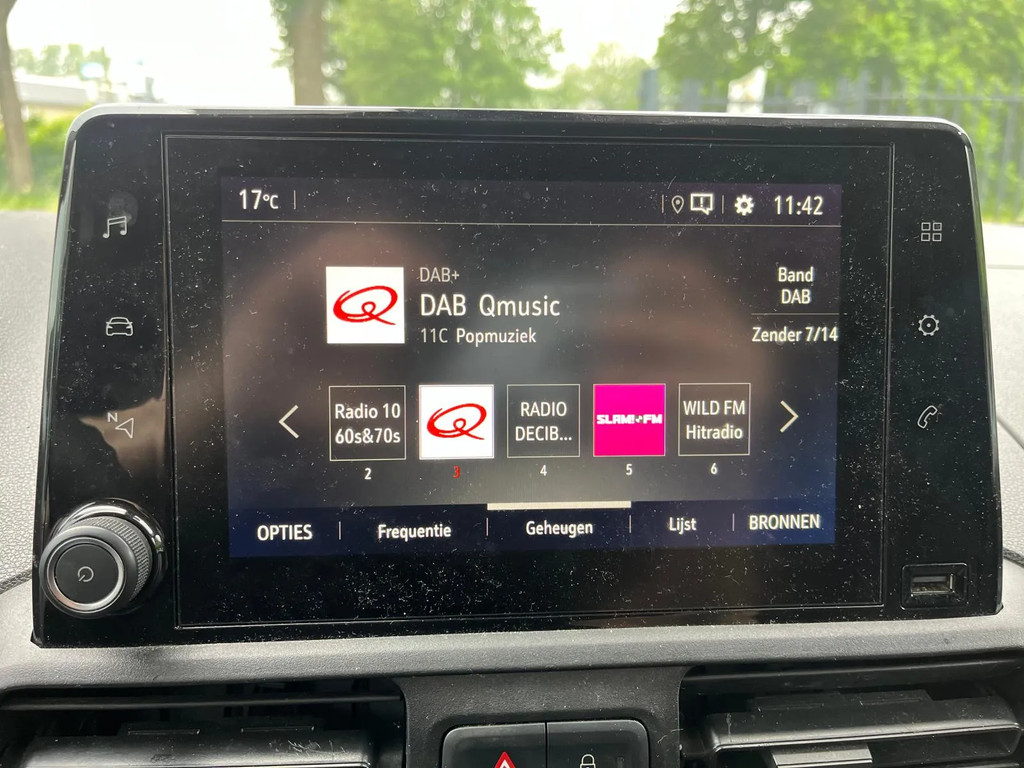 17°C
11:42
DAB+
DAB Qmusic
11C Popmuziek
Band
DAB
Zender 7/14
Radio 10
60s&70s
RADIO
DECIB...
SLAM! FM
WILD FM
Hitradio
2
3
4
5
6
OPTIES
Frequentie
Geheugen
Lijst
BRONNEN
N